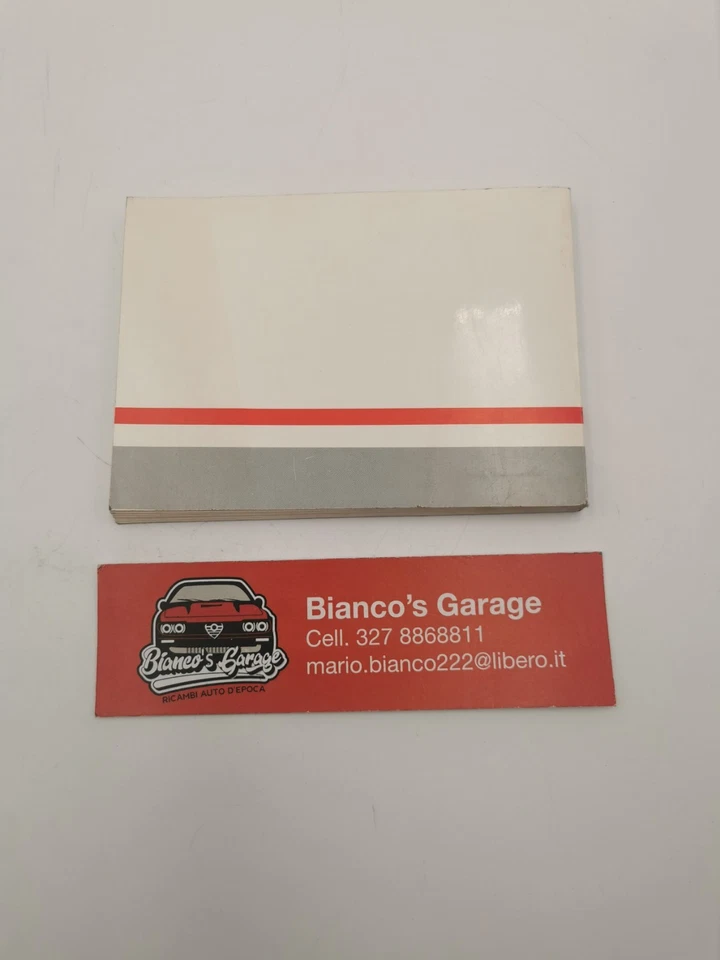 Bianco's Garage
RICAMBI AUTO D'EPOCA
Bianco's Garage
Cell. 327 8868811
mario.bianco222@libero.it